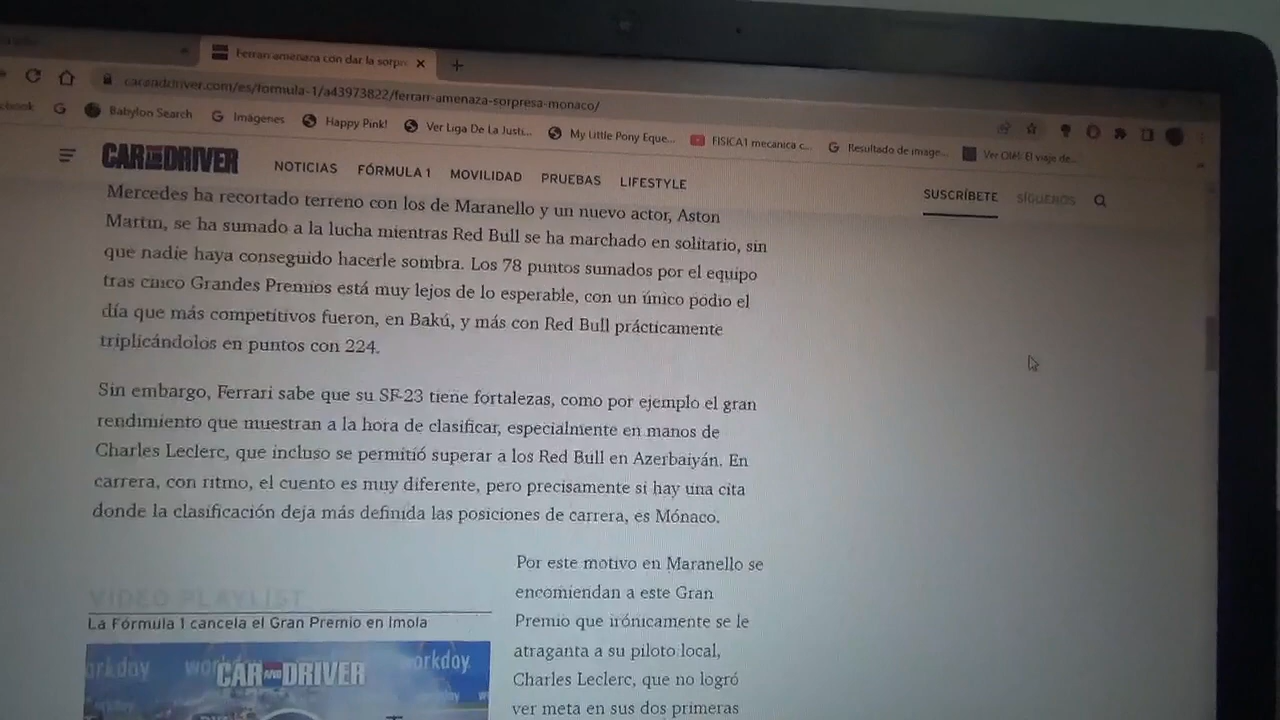 Ferrari amenaza con dar la sorpr
caranddriver.com/es/formula-1/a43973822/ferrari-amenaza-sorpresa-monaco/
Babylon Search Imágenes Happy Pink! Ver Liga De La Justi... My Little Pony Eque... FISICA1 mecanica c... Resultado de image... Ver Olé!: El viaje de...
CAR AND DRIVER NOTICIAS FÓRMULA 1 MOVILIDAD PRUEBAS LIFESTYLE SUSCRÍBETE SÍGUENOS
Mercedes ha recortado terreno con los de Maranello y un nuevo actor, Aston
Martin, se ha sumado a la lucha mientras Red Bull se ha marchado en solitario, sin
que nadie haya conseguido hacerle sombra. Los 78 puntos sumados por el equipo
tras cinco Grandes Premios está muy lejos de lo esperable, con un único podio el
día que más competitivos fueron, en Bakú, y más con Red Bull prácticamente
triplicándolos en puntos con 224.
Sin embargo, Ferrari sabe que su SF-23 tiene fortalezas, como por ejemplo el gran
rendimiento que muestran a la hora de clasificar, especialmente en manos de
Charles Leclerc, que incluso se permitió superar a los Red Bull en Azerbaiyán. En
carrera, con ritmo, el cuento es muy diferente, pero precisamente si hay una cita
donde la clasificación deja más definida las posiciones de carrera, es Mónaco.
Por este motivo en Maranello se
encomiendan a este Gran
Premio que irónicamente se le
atraganta a su piloto local,
Charles Leclerc, que no logró
ver meta en sus dos primeras
VIDEO PLAYLIST
La Fórmula 1 cancela el Gran Premio en Imola
orkday work CAR AND DRIVER orkday